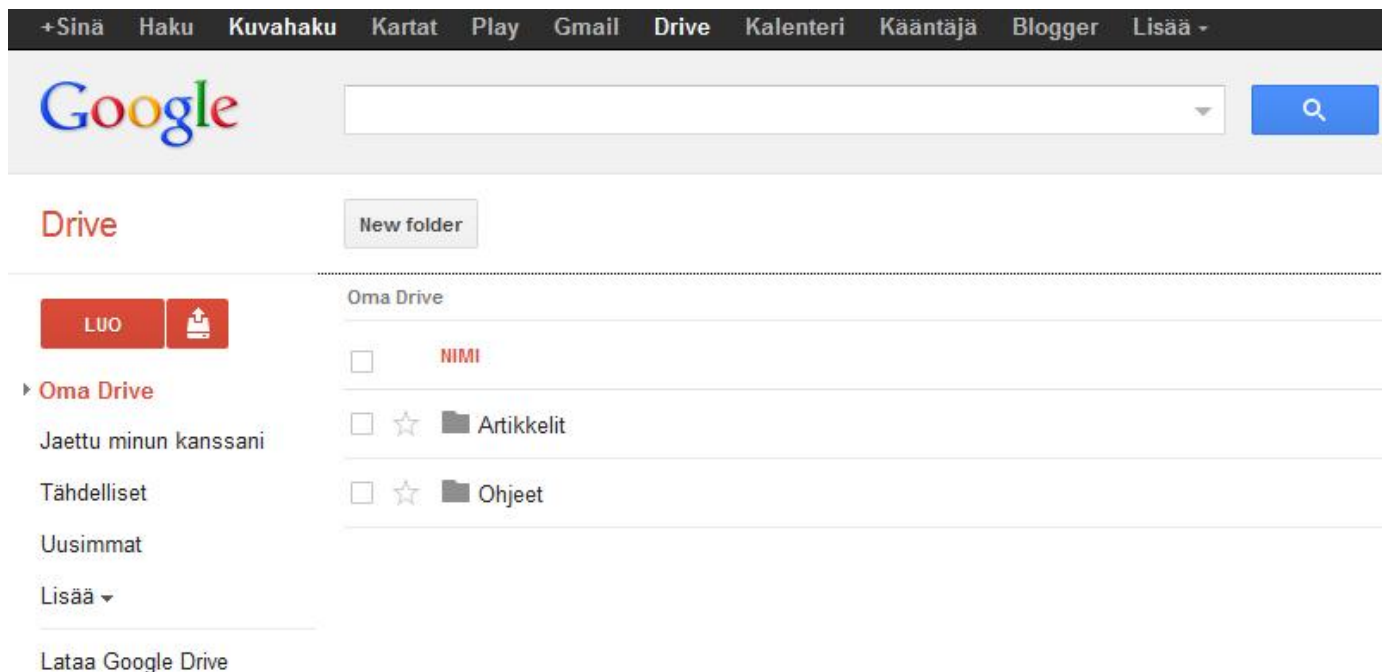 +Sinä Haku Kuvahaku Kartat Play Gmail Drive Kalenteri Kääntäjä Blogger Lisää
Google
Drive
New folder
LUO
Oma Drive
Jaettu minun kanssani
Tähdelliset
Uusimmat
Lisää
Lataa Google Drive
Oma Drive
NIMI
Artikkelit
Ohjeet